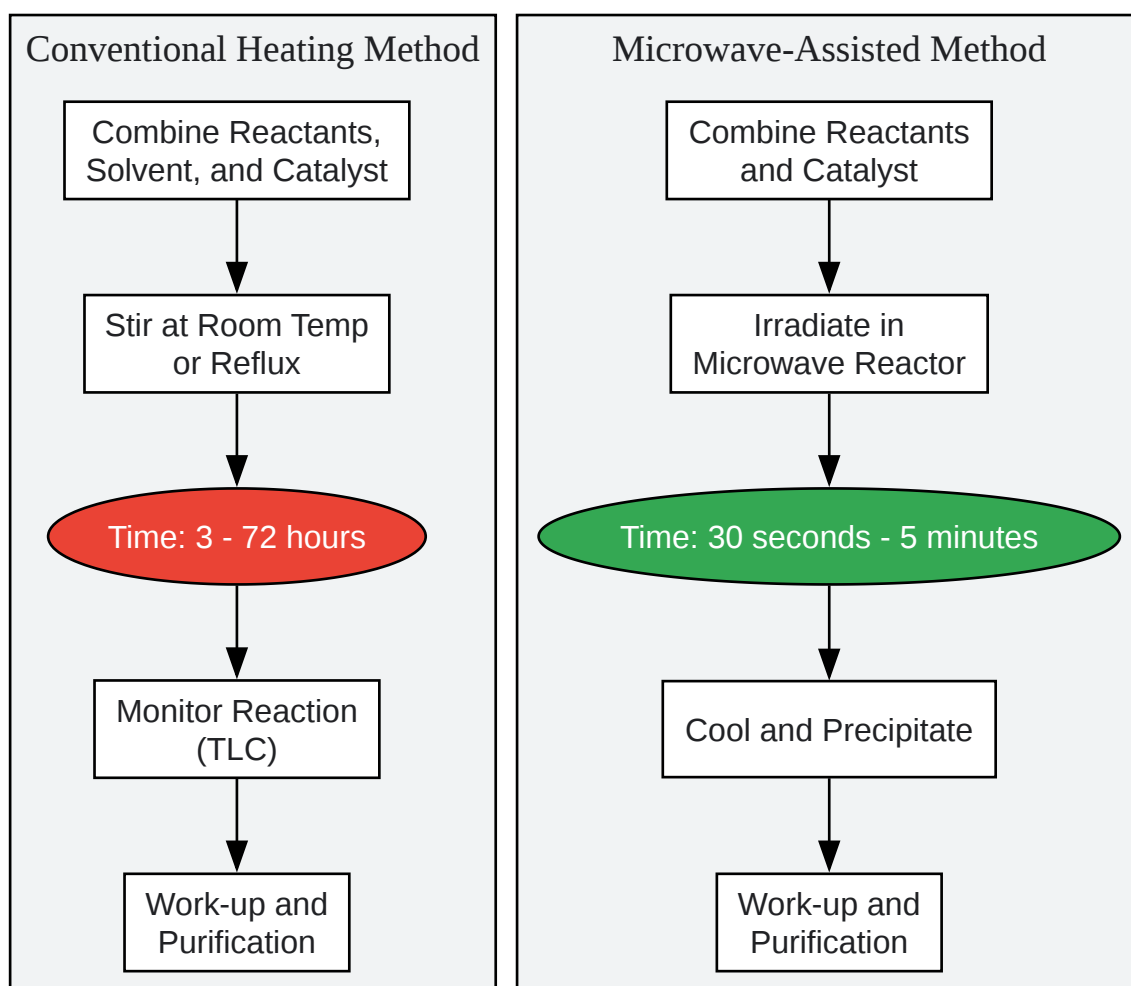 Conventional Heating Method
Combine Reactants,
Solvent, and Catalyst
Stir at Room Temp
or Reflux
Time: 3 - 72 hours
Monitor Reaction
(TLC)
Work-up and
Purification
Microwave-Assisted Method
Combine Reactants
and Catalyst
Irradiate in
Microwave Reactor
Time: 30 seconds - 5 minutes
Cool and Precipitate
Work-up and
Purification